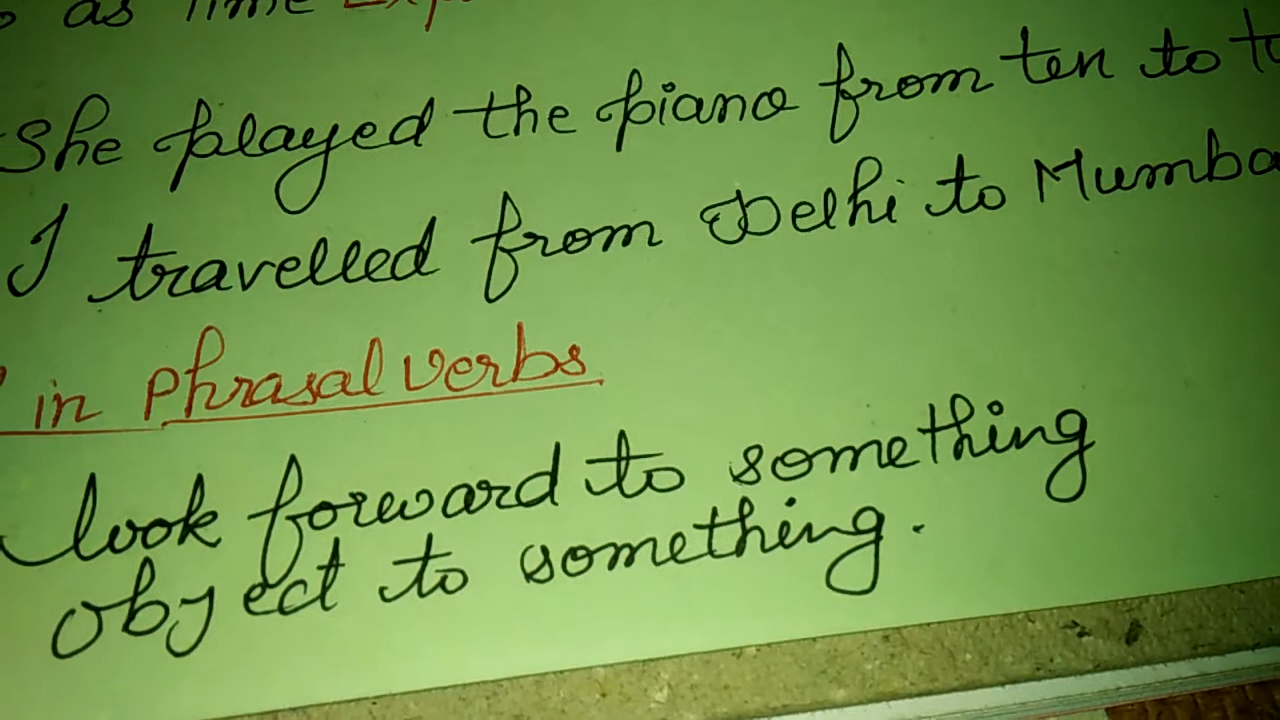 as Time
She played the piano from ten to
I travelled from Delhi to
in Phrasal verbs
look forward to something
object to something.